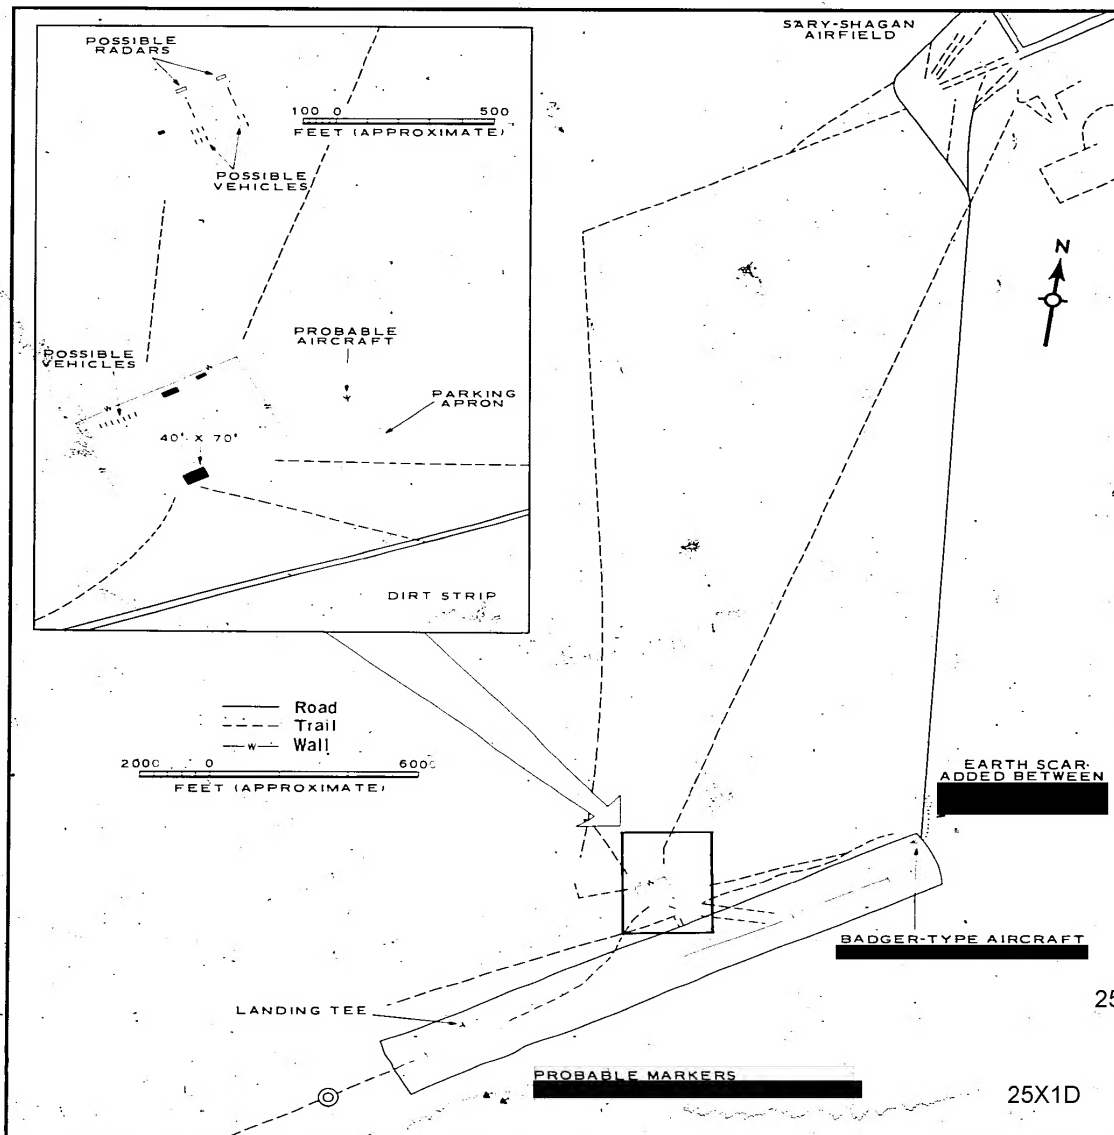 SARY-SHAGAN
AIRFIELD
POSSIBLE
RADARS
100 0 500
FEET (APPROXIMATE)
POSSIBLE
VEHICLES
N
PROBABLE
AIRCRAFT
POSSIBLE
VEHICLES
W
W
PARKING
APRON
40' X 70'
DIRT STRIP
Road
Trail
W Wall
2000 0 6000
FEET (APPROXIMATE)
EARTH SCAR
ADDED BETWEEN
BADGER-TYPE AIRCRAFT
25
LANDING TEE
PROBABLE MARKERS
25X1D